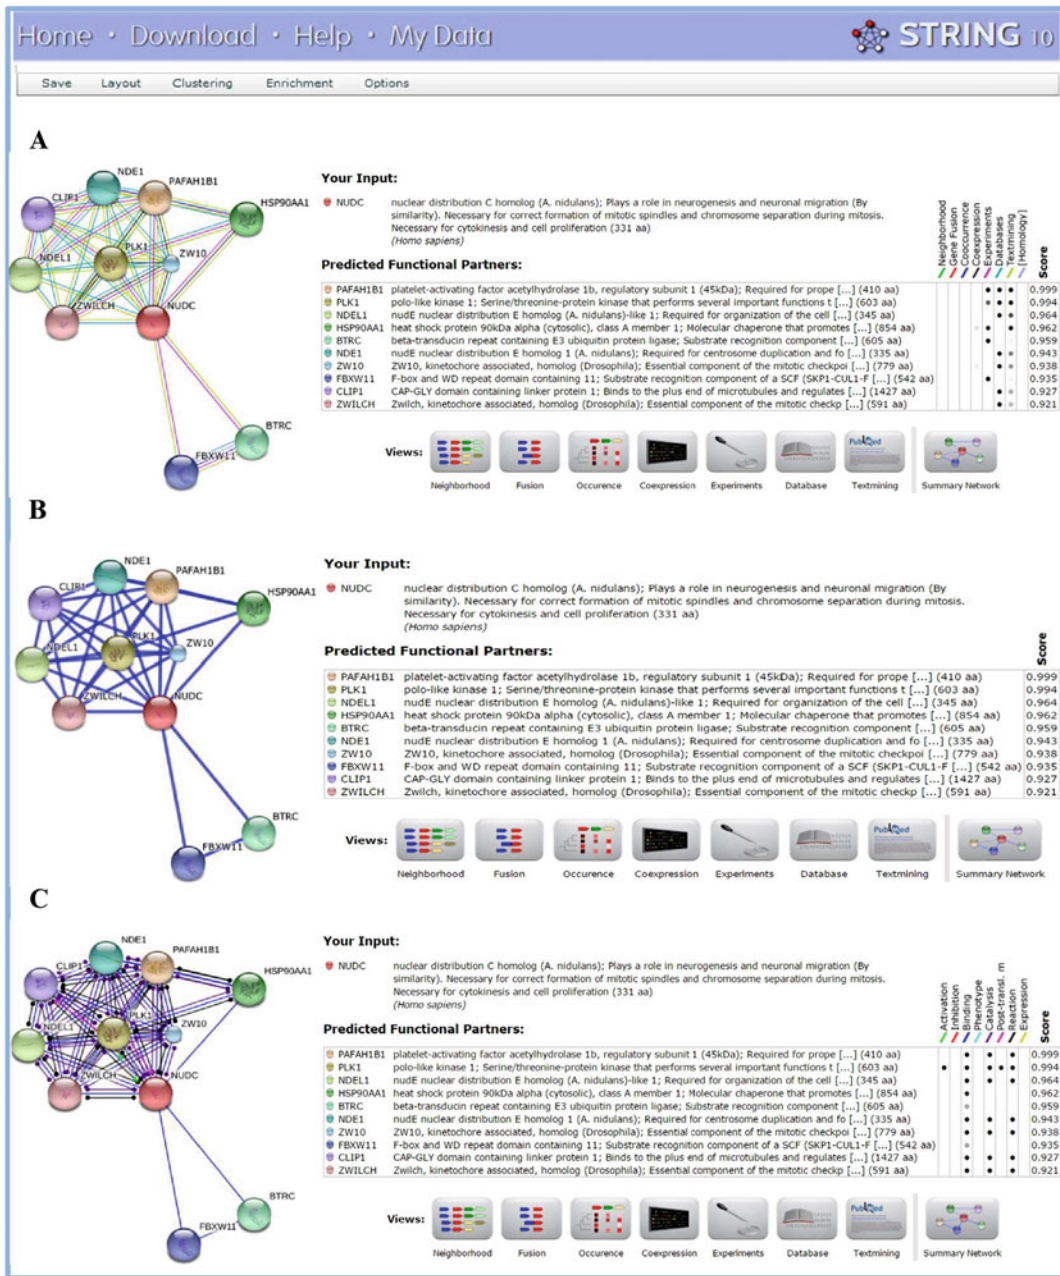 Home · Download · Help · My Data
STRING 10
Save Layout Clustering Enrichment Options
A
NDE1
PAFAH1B1
CLIP1
HSP90AA1
PLK1
ZW10
NDEL1
ZWILCH
NUDC
BTRC
FBXW11
Your Input:
NUDC nuclear distribution C homolog (A. nidulans); Plays a role in neurogenesis and neuronal migration (By
similarity). Necessary for correct formation of mitotic spindles and chromosome separation during mitosis.
Necessary for cytokinesis and cell proliferation (331 aa)
(Homo sapiens)
Neighborhood
Gene Fusion
Cooccurrence
Coexpression
Experiments
Databases
Textmining
[Homology]
Score
Predicted Functional Partners:
PAFAH1B1 platelet-activating factor acetylhydrolase 1b, regulatory subunit 1 (45kDa); Required for prope [...] (410 aa) 0.999
PLK1 polo-like kinase 1; Serine/threonine-protein kinase that performs several important functions t [...] (603 aa) 0.994
NDEL1 nudE nuclear distribution E homolog (A. nidulans)-like 1; Required for organization of the cell [...] (345 aa) 0.964
HSP90AA1 heat shock protein 90kDa alpha (cytosolic), class A member 1; Molecular chaperone that promotes [...] (854 aa) 0.962
BTRC beta-transducin repeat containing E3 ubiquitin protein ligase; Substrate recognition component [...] (605 aa) 0.959
NDE1 nudE nuclear distribution E homolog 1 (A. nidulans); Required for centrosome duplication and fo [...] (335 aa) 0.943
ZW10 ZW10, kinetochore associated, homolog (Drosophila); Essential component of the mitotic checkpoi [...] (779 aa) 0.938
FBXW11 F-box and WD repeat domain containing 11; Substrate recognition component of a SCF (SKP1-CUL1-F [...] (542 aa) 0.935
CLIP1 CAP-GLY domain containing linker protein 1; Binds to the plus end of microtubules and regulates [...] (1427 aa) 0.927
ZWILCH Zwilch, kinetochore associated, homolog (Drosophila); Essential component of the mitotic checkp [...] (591 aa) 0.921
Views:
PubMed
Neighborhood Fusion Occurence Coexpression Experiments Database Textmining Summary Network
B
NDE1
PAFAH1B1
CLIP1
HSP90AA1
PLK1
ZW10
NDEL1
ZWILCH
NUDC
BTRC
FBXW11
Your Input:
NUDC nuclear distribution C homolog (A. nidulans); Plays a role in neurogenesis and neuronal migration (By
similarity). Necessary for correct formation of mitotic spindles and chromosome separation during mitosis.
Necessary for cytokinesis and cell proliferation (331 aa)
(Homo sapiens)
Score
Predicted Functional Partners:
PAFAH1B1 platelet-activating factor acetylhydrolase 1b, regulatory subunit 1 (45kDa); Required for prope [...] (410 aa) 0.999
PLK1 polo-like kinase 1; Serine/threonine-protein kinase that performs several important functions t [...] (603 aa) 0.994
NDEL1 nudE nuclear distribution E homolog (A. nidulans)-like 1; Required for organization of the cell [...] (345 aa) 0.964
HSP90AA1 heat shock protein 90kDa alpha (cytosolic), class A member 1; Molecular chaperone that promotes [...] (854 aa) 0.962
BTRC beta-transducin repeat containing E3 ubiquitin protein ligase; Substrate recognition component [...] (605 aa) 0.959
NDE1 nudE nuclear distribution E homolog 1 (A. nidulans); Required for centrosome duplication and fo [...] (335 aa) 0.943
ZW10 ZW10, kinetochore associated, homolog (Drosophila); Essential component of the mitotic checkpoi [...] (779 aa) 0.938
FBXW11 F-box and WD repeat domain containing 11; Substrate recognition component of a SCF (SKP1-CUL1-F [...] (542 aa) 0.935
CLIP1 CAP-GLY domain containing linker protein 1; Binds to the plus end of microtubules and regulates [...] (1427 aa) 0.927
ZWILCH Zwilch, kinetochore associated, homolog (Drosophila); Essential component of the mitotic checkp [...] (591 aa) 0.921
Views:
PubMed
Neighborhood Fusion Occurence Coexpression Experiments Database Textmining Summary Network
C
NDE1
PAFAH1B1
CLIP1
HSP90AA1
PLK1
ZW10
NDEL1
ZWILCH
NUDC
BTRC
FBXW11
Your Input:
NUDC nuclear distribution C homolog (A. nidulans); Plays a role in neurogenesis and neuronal migration (By
similarity). Necessary for correct formation of mitotic spindles and chromosome separation during mitosis.
Necessary for cytokinesis and cell proliferation (331 aa)
(Homo sapiens)
Activation
Inhibition
Binding
Phenotype
Catalysis
Post-transl. m
Reaction
Expression
Score
Predicted Functional Partners:
PAFAH1B1 platelet-activating factor acetylhydrolase 1b, regulatory subunit 1 (45kDa); Required for prope [...] (410 aa) 0.999
PLK1 polo-like kinase 1; Serine/threonine-protein kinase that performs several important functions t [...] (603 aa) 0.994
NDEL1 nudE nuclear distribution E homolog (A. nidulans)-like 1; Required for organization of the cell [...] (345 aa) 0.964
HSP90AA1 heat shock protein 90kDa alpha (cytosolic), class A member 1; Molecular chaperone that promotes [...] (854 aa) 0.962
BTRC beta-transducin repeat containing E3 ubiquitin protein ligase; Substrate recognition component [...] (605 aa) 0.959
NDE1 nudE nuclear distribution E homolog 1 (A. nidulans); Required for centrosome duplication and fo [...] (335 aa) 0.943
ZW10 ZW10, kinetochore associated, homolog (Drosophila); Essential component of the mitotic checkpoi [...] (779 aa) 0.938
FBXW11 F-box and WD repeat domain containing 11; Substrate recognition component of a SCF (SKP1-CUL1-F [...] (542 aa) 0.935
CLIP1 CAP-GLY domain containing linker protein 1; Binds to the plus end of microtubules and regulates [...] (1427 aa) 0.927
ZWILCH Zwilch, kinetochore associated, homolog (Drosophila); Essential component of the mitotic checkp [...] (591 aa) 0.921
Views:
PubMed
Neighborhood Fusion Occurence Coexpression Experiments Database Textmining Summary Network